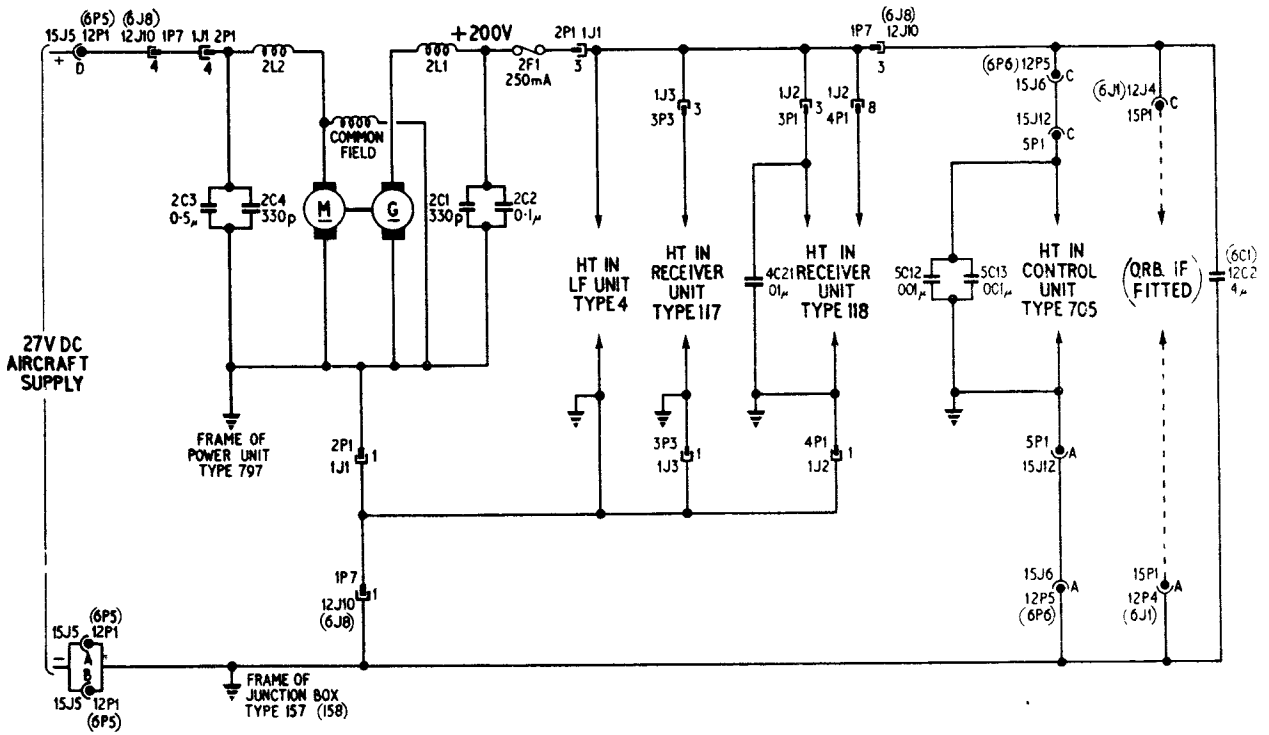 (6P5) (6J8)
15J5 12P1 12J10 1P7 1J1 2P1
+ D 4 4
2L2
2L1
+200V
2F1
250mA
2P1 1J1
3
(6J8)
1P7 12J10
3
COMMON
FIELD
2C3
0·5μ
2C4
330p
M
G
2C1
330p
2C2
0·1μ
1J3
3P3
3
1J2
3P1
3
1J2
4P1
8
(6P6) 12P5
15J6
C
15J12
5P1
C
(6J1) 12J4
15P1
C
HT IN
LF UNIT
TYPE 4
HT IN
RECEIVER
UNIT
TYPE 117
4C21
·01μ
HT IN
RECEIVER
UNIT
TYPE 118
5C12
·001μ
5C13
·001μ
HT IN
CONTROL
UNIT
TYPE 705
(ORB. IF
FITTED)
(6C1)
12C2
4μ
27V DC
AIRCRAFT
SUPPLY
FRAME OF
POWER UNIT
TYPE 797
2P1
1J1
1
3P3
1J3
1
4P1
1J2
1
5P1
15J12
A
1P7
12J10
(6J8)
1
15J6
12P5
(6P6)
A
15P1
12P4
(6J1)
A
(6P5)
15J5 12P1
−
A
B
15J5 12P1
(6P5)
FRAME OF
JUNCTION BOX
TYPE 157 (158)